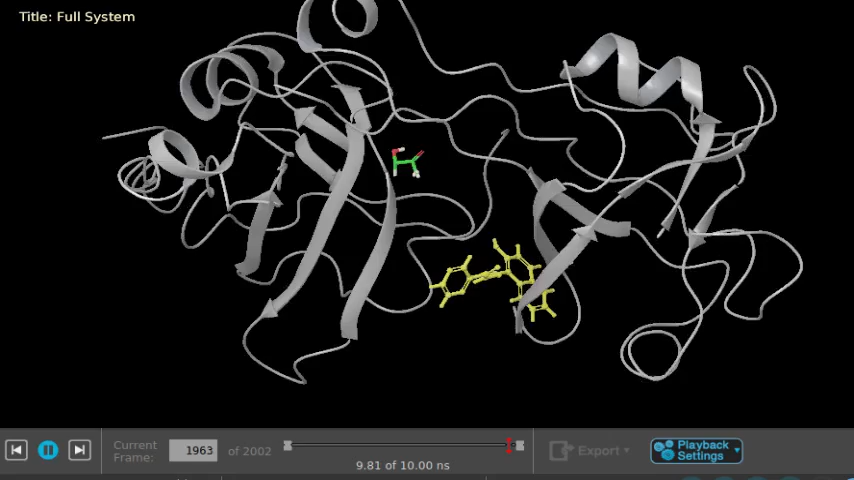 Title: Full System
Current
Frame:
1963
of 2002
9.81 of 10.00 ns
Export
Playback
Settings